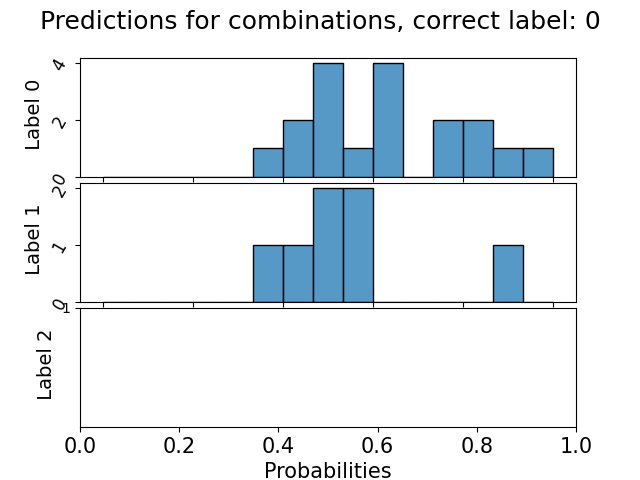 Predictions for combinations, correct label: 0
4
2
0
Label 0
2
1
0
Label 1
1
Label 2
0.0 0.2 0.4 0.6 0.8 1.0
Probabilities